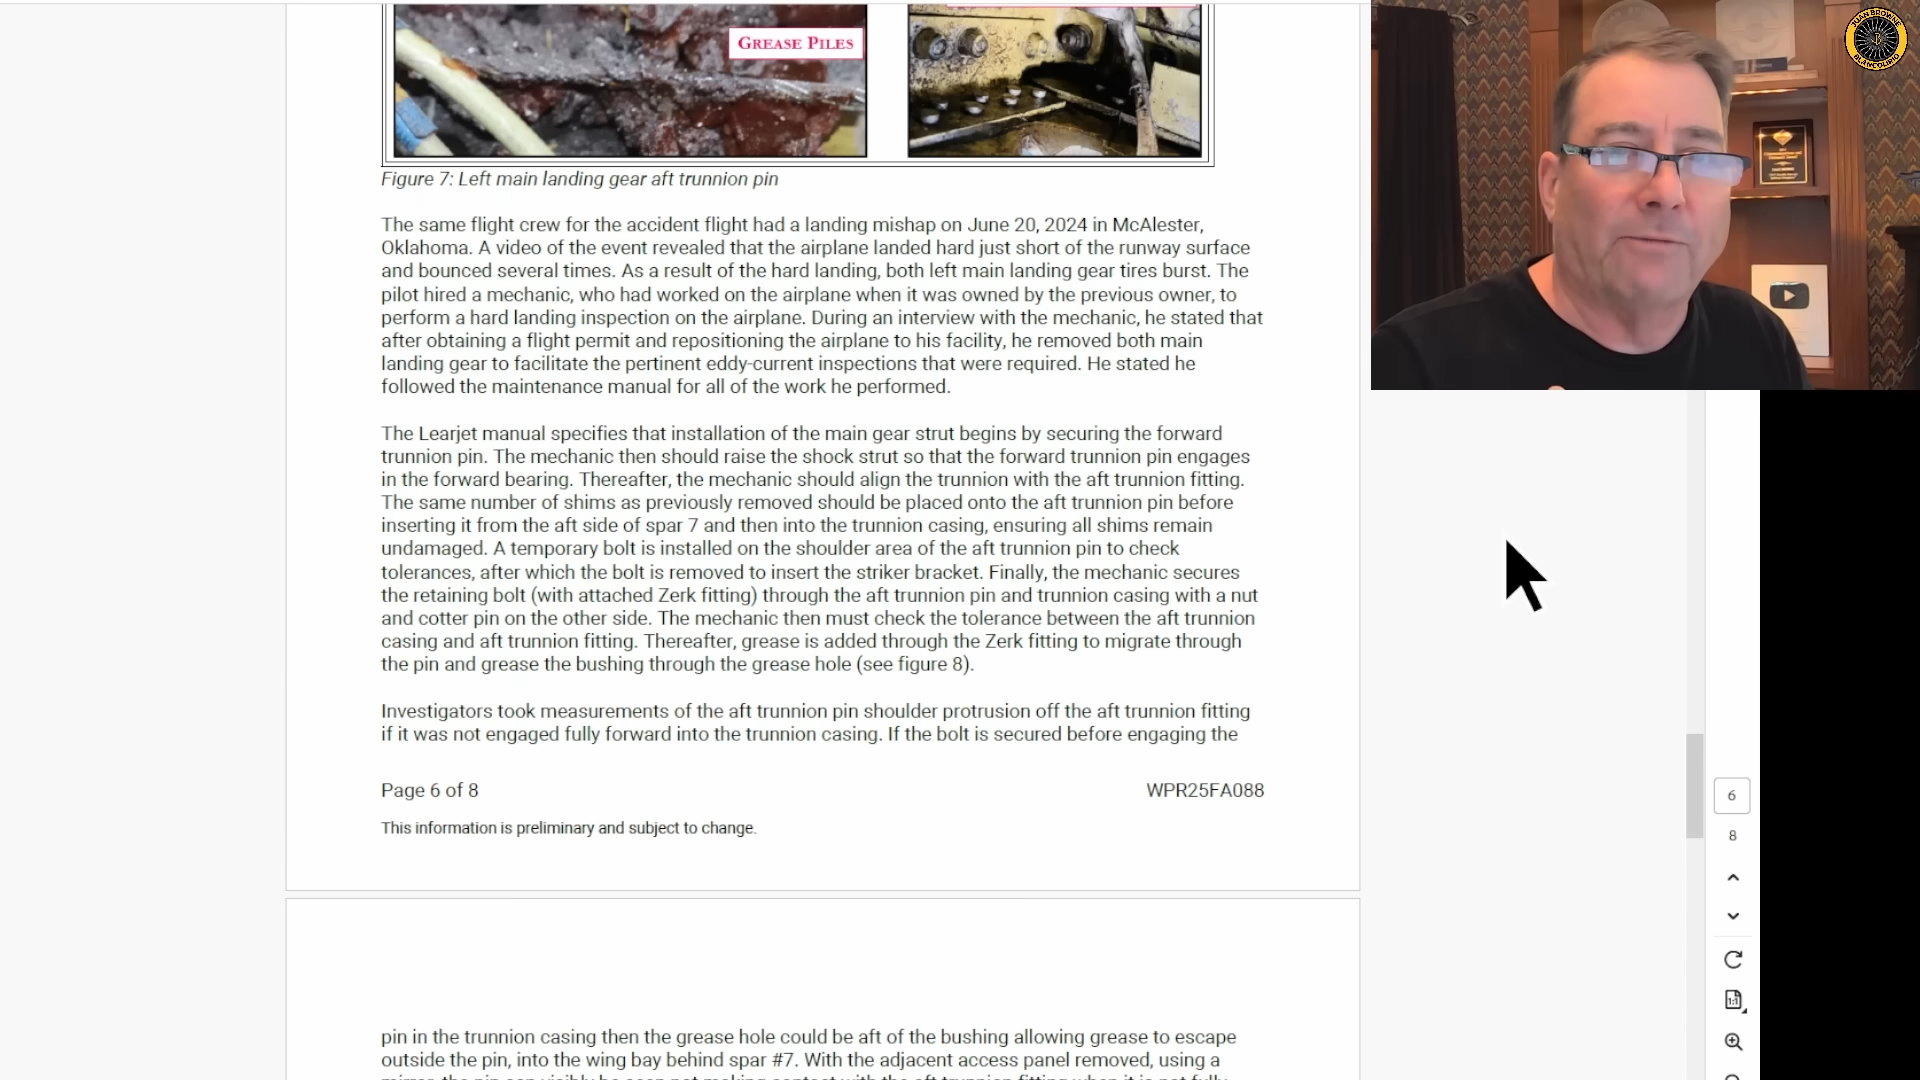 GREASE PILES
JUAN BROWNE
BLANCOLIRIO
Figure 7: Left main landing gear aft trunnion pin
The same flight crew for the accident flight had a landing mishap on June 20, 2024 in McAlester,
Oklahoma. A video of the event revealed that the airplane landed hard just short of the runway surface
and bounced several times. As a result of the hard landing, both left main landing gear tires burst. The
pilot hired a mechanic, who had worked on the airplane when it was owned by the previous owner, to
perform a hard landing inspection on the airplane. During an interview with the mechanic, he stated that
after obtaining a flight permit and repositioning the airplane to his facility, he removed both main
landing gear to facilitate the pertinent eddy-current inspections that were required. He stated he
followed the maintenance manual for all of the work he performed.
The Learjet manual specifies that installation of the main gear strut begins by securing the forward
trunnion pin. The mechanic then should raise the shock strut so that the forward trunnion pin engages
in the forward bearing. Thereafter, the mechanic should align the trunnion with the aft trunnion fitting.
The same number of shims as previously removed should be placed onto the aft trunnion pin before
inserting it from the aft side of spar 7 and then into the trunnion casing, ensuring all shims remain
undamaged. A temporary bolt is installed on the shoulder area of the aft trunnion pin to check
tolerances, after which the bolt is removed to insert the striker bracket. Finally, the mechanic secures
the retaining bolt (with attached Zerk fitting) through the aft trunnion pin and trunnion casing with a nut
and cotter pin on the other side. The mechanic then must check the tolerance between the aft trunnion
casing and aft trunnion fitting. Thereafter, grease is added through the Zerk fitting to migrate through
the pin and grease the bushing through the grease hole (see figure 8).
Investigators took measurements of the aft trunnion pin shoulder protrusion off the aft trunnion fitting
if it was not engaged fully forward into the trunnion casing. If the bolt is secured before engaging the
Page 6 of 8 WPR25FA088
This information is preliminary and subject to change.
6
8
1:1
pin in the trunnion casing then the grease hole could be aft of the bushing allowing grease to escape
outside the pin, into the wing bay behind spar #7. With the adjacent access panel removed, using a